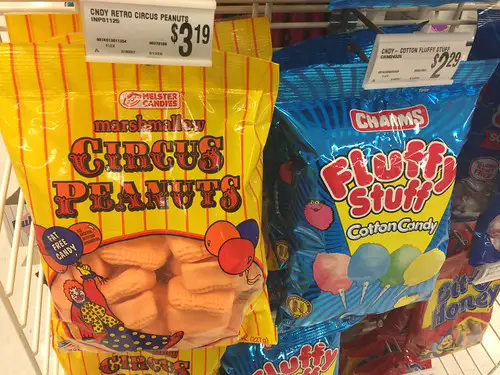 CNDY RETRO CIRCUS PEANUTS
$3.19
CNDY - COTTON FLUFFY STUFF
$2.29
MELSTER
CANDIES
marshmallow
CIRCUS
PEANUTS
FAT
FREE
CANDY
CHARMS
Fluffy
Stuff
Cotton Candy
Honey
CIRCUS
Fluffy